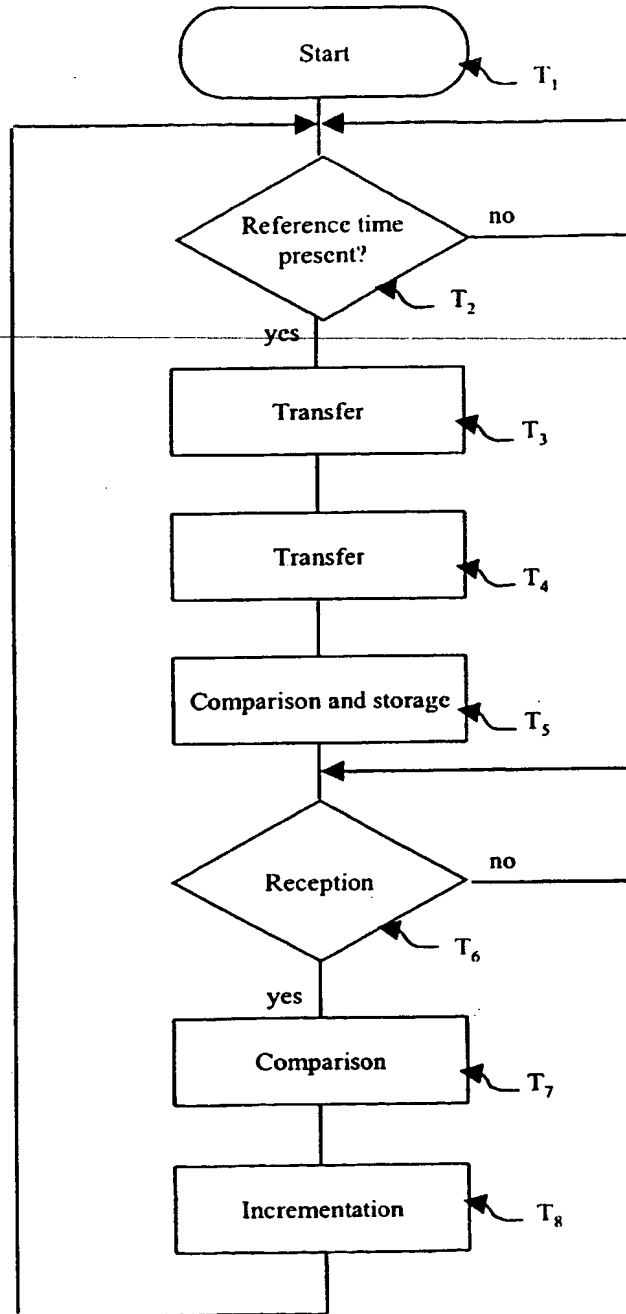 Start
T₁
Reference time
present?
no
T₂
yes
Transfer
T₃
Transfer
T₄
Comparison and storage
T₅
Reception
no
T₆
yes
Comparison
T₇
Incrementation
T₈